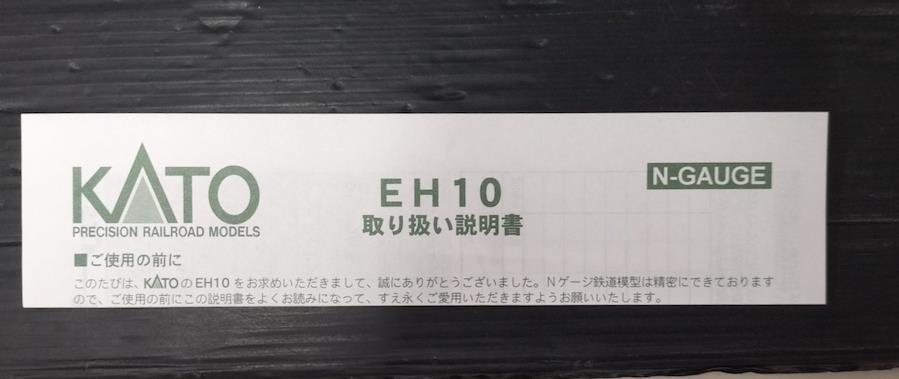 KATO
PRECISION RAILROAD MODELS
EH10
取り扱い説明書
N-GAUGE
■ご使用の前に
このたびは、KATOのEH10をお求めいただきまして、誠にありがとうございました。Nゲージ鉄道模型は精密にできております
ので、ご使用の前にこの説明書をよくお読みになって、すえ永くご愛用いただきますようお願いいたします。